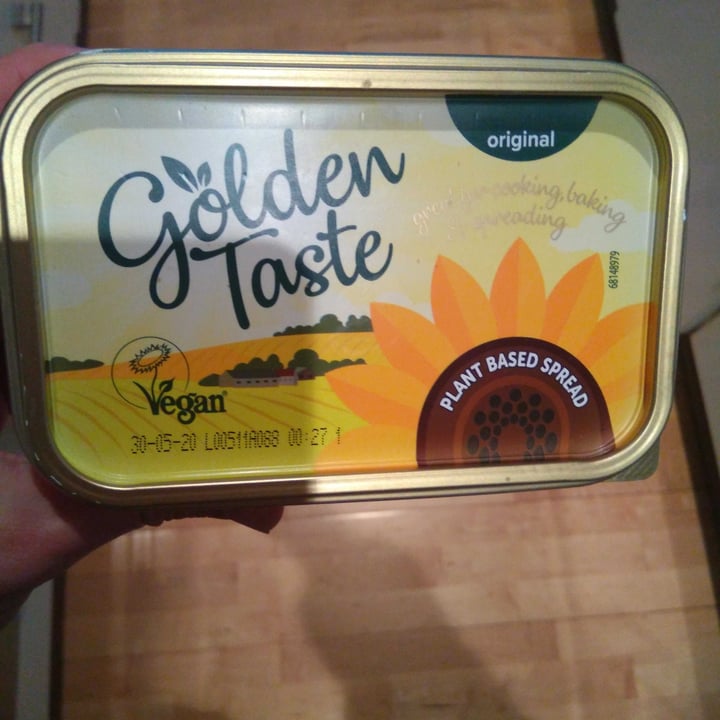 original
Golden
Taste
great for cooking, baking
& spreading
68148979
PLANT BASED SPREAD
Vegan
30-05-20 L00511A088 00:27 1